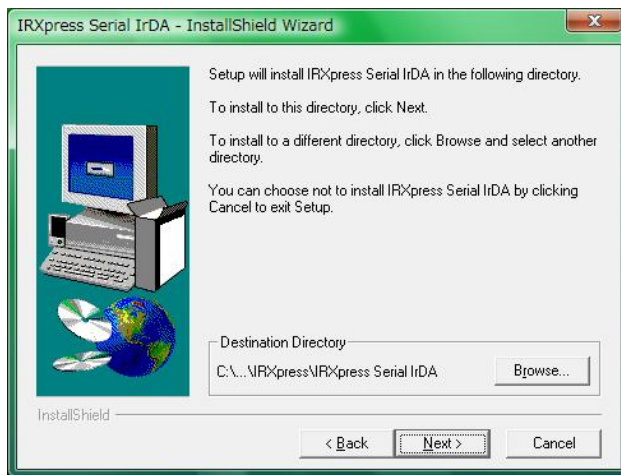 IRXpress Serial IrDA - InstallShield Wizard
Setup will install IRXpress Serial IrDA in the following directory.
To install to this directory, click Next.
To install to a different directory, click Browse and select another
directory.
You can choose not to install IRXpress Serial IrDA by clicking
Cancel to exit Setup.
Destination Directory
C:\...\IRXpress\IRXpress Serial IrDA
Browse...
InstallShield
< Back
Next >
Cancel